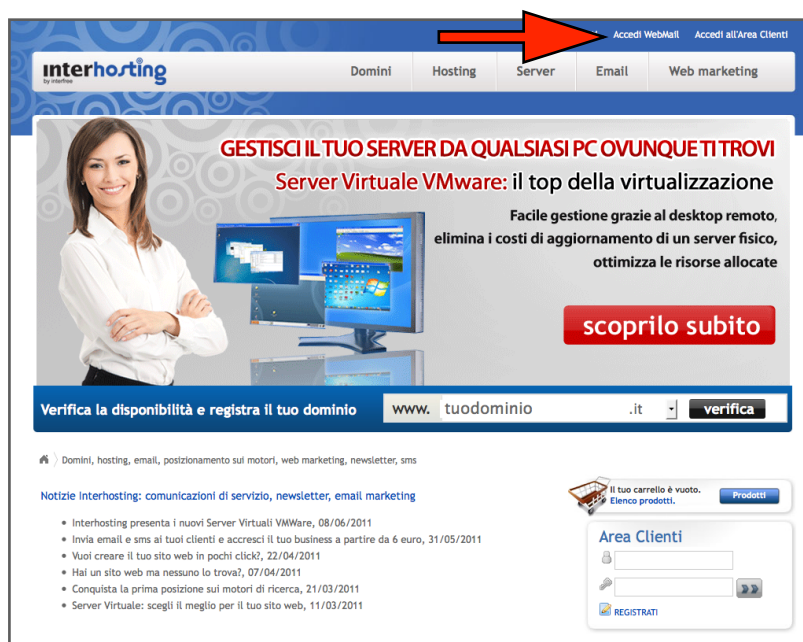 Accedi WebMail Accedi all'Area Clienti
interhosting
by interfree
Domini Hosting Server Email Web marketing
GESTISCI IL TUO SERVER DA QUALSIASI PC OVUNQUE TI TROVI
Server Virtuale VMware: il top della virtualizzazione
Facile gestione grazie al desktop remoto,
elimina i costi di aggiornamento di un server fisico,
ottimizza le risorse allocate
scoprilo subito
Verifica la disponibilità e registra il tuo dominio www. tuodominio .it verifica
Domini, hosting, email, posizionamento sui motori, web marketing, newsletter, sms
Notizie Interhosting: comunicazioni di servizio, newsletter, email marketing
Interhosting presenta i nuovi Server Virtuali VMWare, 08/06/2011
Invia email e sms ai tuoi clienti e accresci il tuo business a partire da 6 euro, 31/05/2011
Vuoi creare il tuo sito web in pochi click?, 22/04/2011
Hai un sito web ma nessuno lo trova?, 07/04/2011
Conquista la prima posizione sui motori di ricerca, 21/03/2011
Server Virtuale: scegli il meglio per il tuo sito web, 11/03/2011
Il tuo carrello è vuoto.
Elenco prodotti.
Prodotti
Area Clienti
REGISTRATI